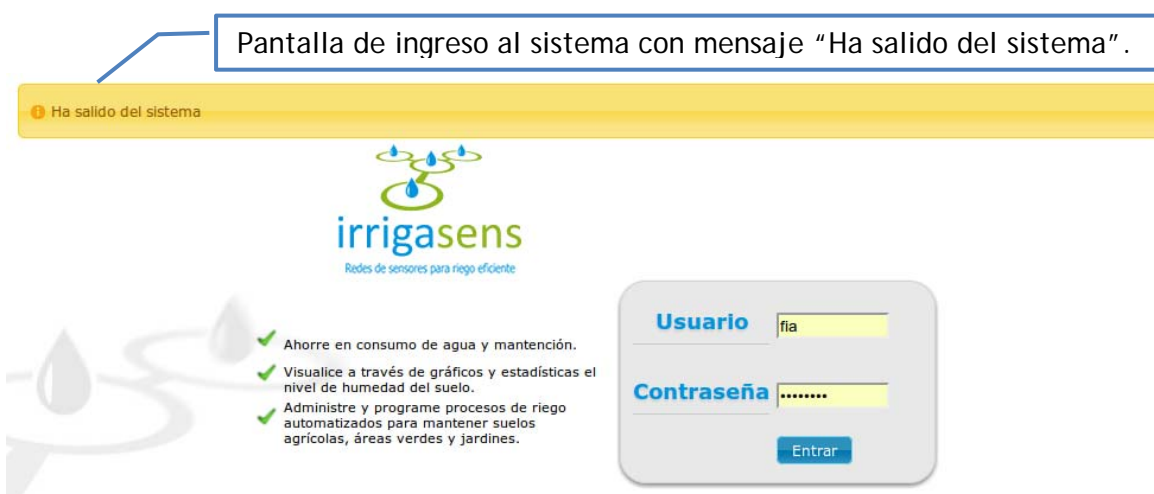 Pantalla de ingreso al sistema con mensaje “Ha salido del sistema”.
Ha salido del sistema
irrigasens
Redes de sensores para riego eficiente
Ahorre en consumo de agua y mantención.
Visualice a través de gráficos y estadísticas el
nivel de humedad del suelo.
Administre y programe procesos de riego
automatizados para mantener suelos
agrícolas, áreas verdes y jardines.
Usuario
fia
Contraseña
••••••••
Entrar